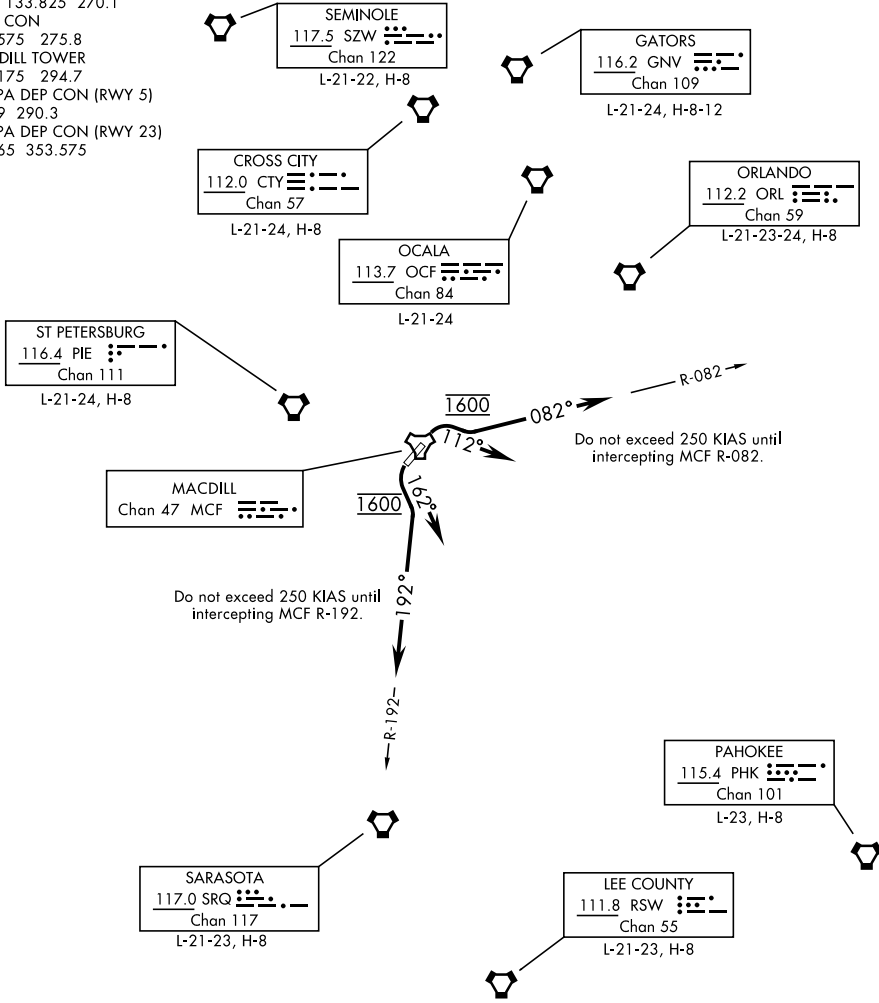 133.825 270.1
CON
575 275.8
DILL TOWER
175 294.7
PA DEP CON (RWY 5)
9 290.3
PA DEP CON (RWY 23)
65 353.575
SEMINOLE
117.5 SZW
Chan 122
L-21-22, H-8
GATORS
116.2 GNV
Chan 109
L-21-24, H-8-12
CROSS CITY
112.0 CTY
Chan 57
L-21-24, H-8
ORLANDO
112.2 ORL
Chan 59
L-21-23-24, H-8
OCALA
113.7 OCF
Chan 84
L-21-24
ST PETERSBURG
116.4 PIE
Chan 111
L-21-24, H-8
R-082
1600
082°
112°
Do not exceed 250 KIAS until
intercepting MCF R-082.
MACDILL
Chan 47 MCF
1600
162°
Do not exceed 250 KIAS until
intercepting MCF R-192.
192°
R-192
PAHOKEE
115.4 PHK
Chan 101
L-23, H-8
SARASOTA
117.0 SRQ
Chan 117
L-21-23, H-8
LEE COUNTY
111.8 RSW
Chan 55
L-21-23, H-8